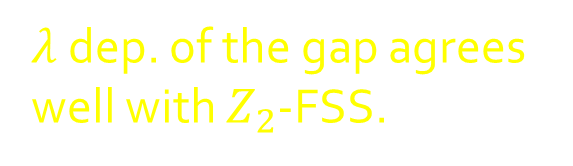 λ dep. of the gap agrees
well with Z₂-FSS.